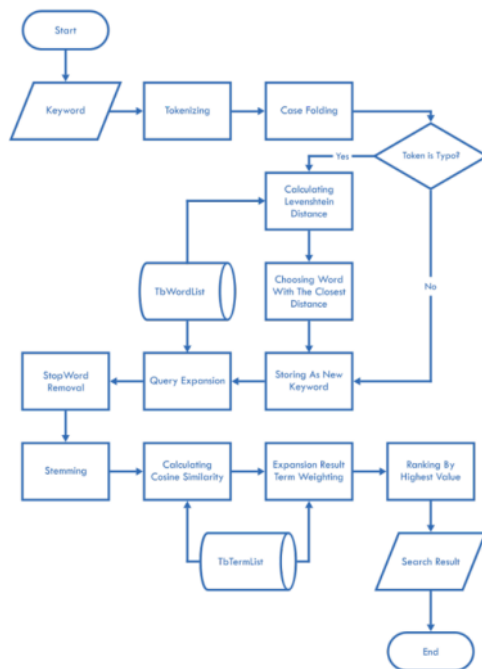 Start
Keyword
Tokenizing
Case Folding
Token is Typo?
Yes
Calculating
Levenshtein
Distance
TbWordList
Choosing Word
With The Closest
Distance
No
StopWord
Removal
Query Expansion
Storing As New
Keyword
Stemming
Calculating
Cosine Similarity
Expansion Result
Term Weighting
Ranking By
Highest Value
TbTermList
Search Result
End